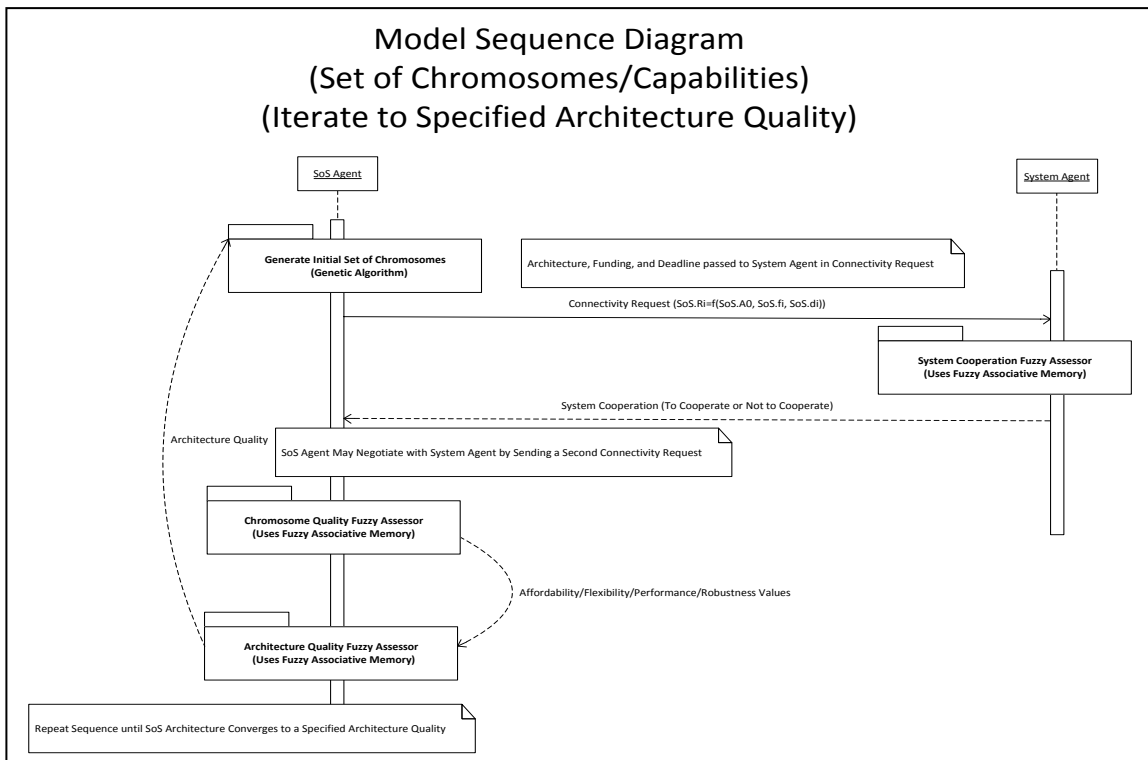 Model Sequence Diagram
(Set of Chromosomes/Capabilities)
(Iterate to Specified Architecture Quality)
SoS Agent
System Agent
Generate Initial Set of Chromosomes
(Genetic Algorithm)
Architecture, Funding, and Deadline passed to System Agent in Connectivity Request
Connectivity Request (SoS.Ri=f(SoS.A0, SoS.fi, SoS.di))
System Cooperation Fuzzy Assessor
(Uses Fuzzy Associative Memory)
System Cooperation (To Cooperate or Not to Cooperate)
Architecture Quality
SoS Agent May Negotiate with System Agent by Sending a Second Connectivity Request
Chromosome Quality Fuzzy Assessor
(Uses Fuzzy Associative Memory)
Affordability/Flexibility/Performance/Robustness Values
Architecture Quality Fuzzy Assessor
(Uses Fuzzy Associative Memory)
Repeat Sequence until SoS Architecture Converges to a Specified Architecture Quality